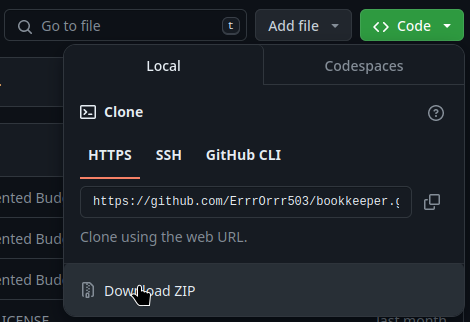 Go to file
t
Add file
Code
Local
Codespaces
Clone
HTTPS
SSH
GitHub CLI
https://github.com/ErrrOrrr503/bookkeeper.g
Clone using the web URL.
ented Bud
ented Bud
ented Bud
Download ZIP
ICENSE
last month